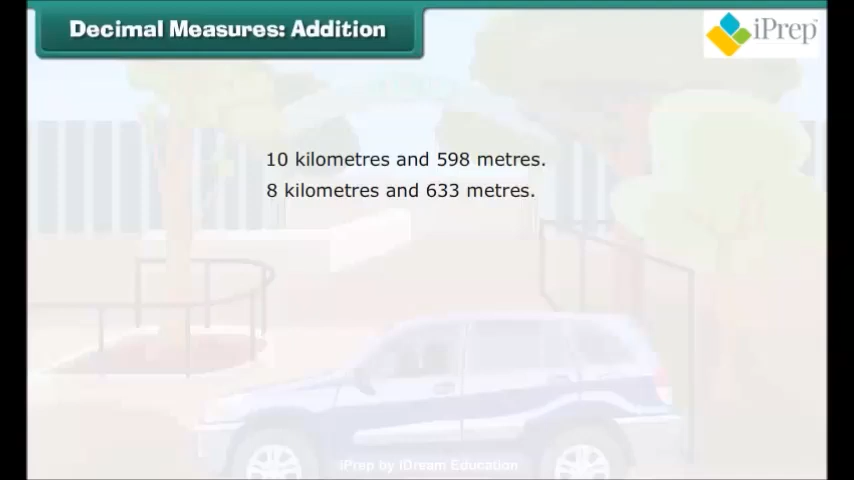 Decimal Measures: Addition
iPrep
10 kilometres and 598 metres.
8 kilometres and 633 metres.
iPrep by iDream Education